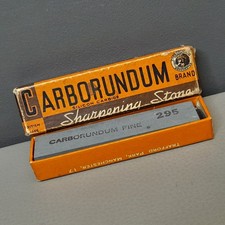 CARBORUNDUM
SILICON CARBIDE
BRAND
Sharpening Stone
CARBORUNDUM FINE 295
TRAFFORD PARK, MANCHESTER, 17